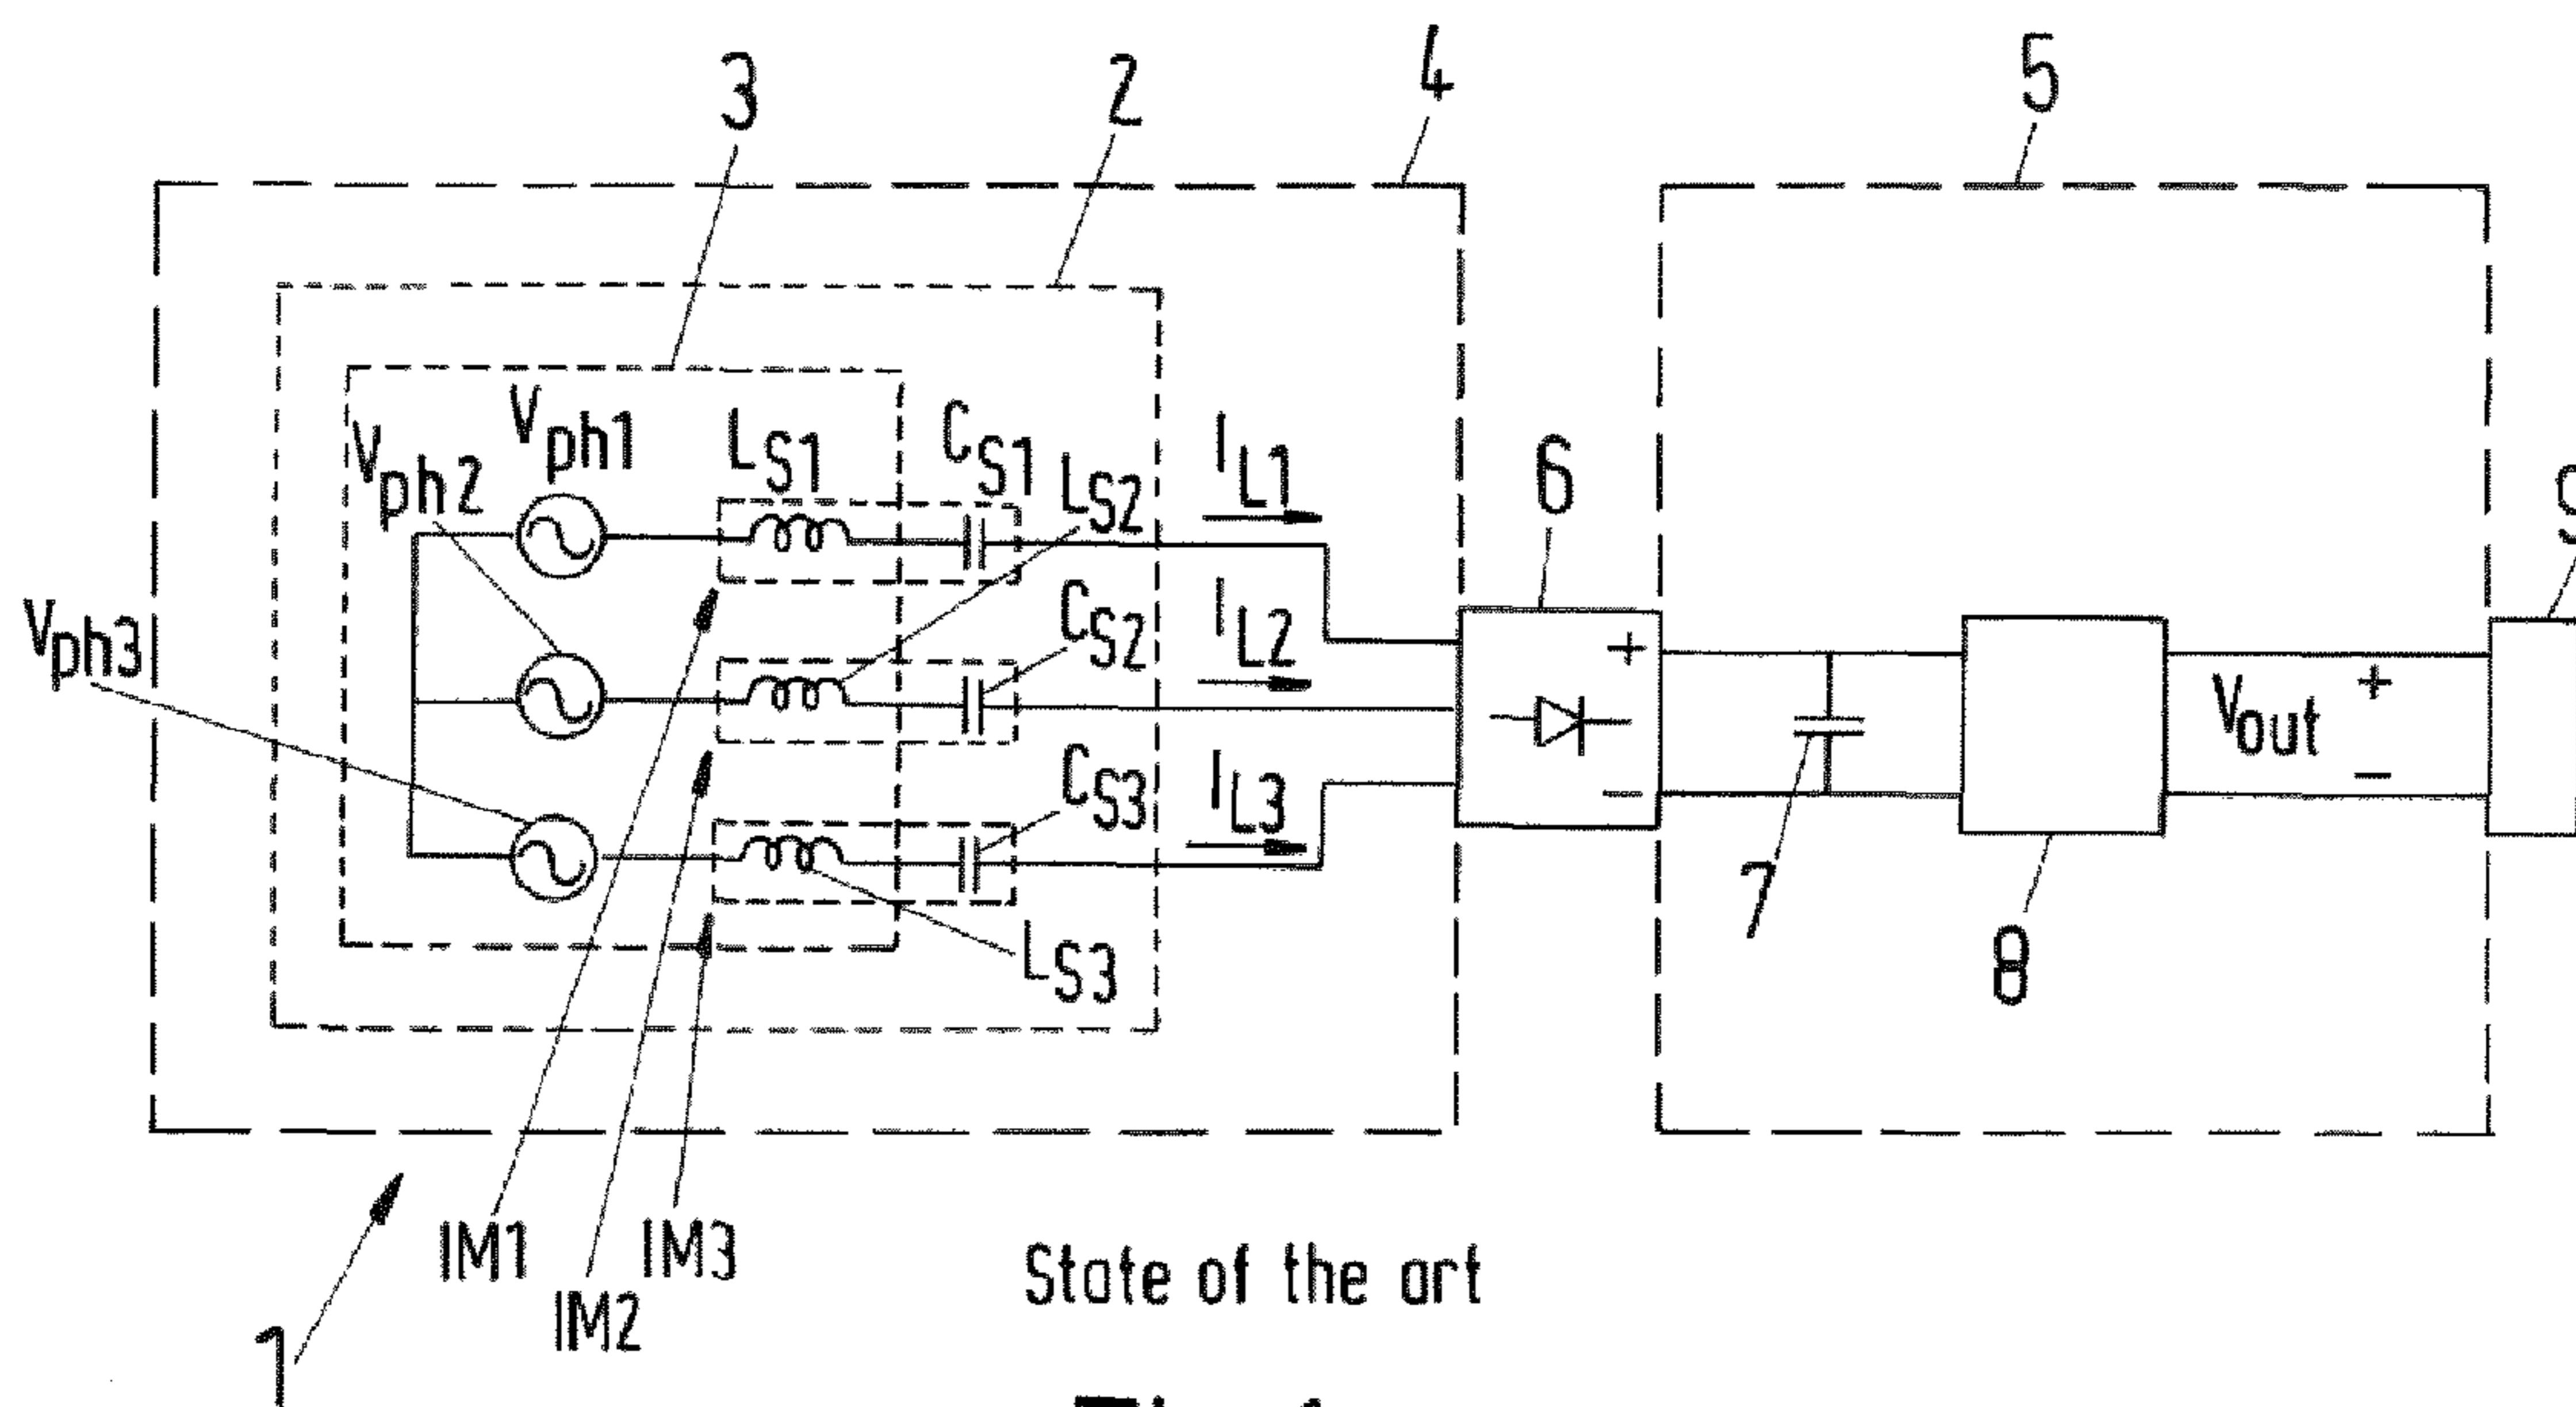 3
2
4
5
Vph1
Vph2
LS1
CS1
LS2
IL1
6
9
Vph3
CS2
IL2
+
Vout
+
−
CS3
IL3
−
7
8
LS3
IM1
IM2
IM3
1
State of the art